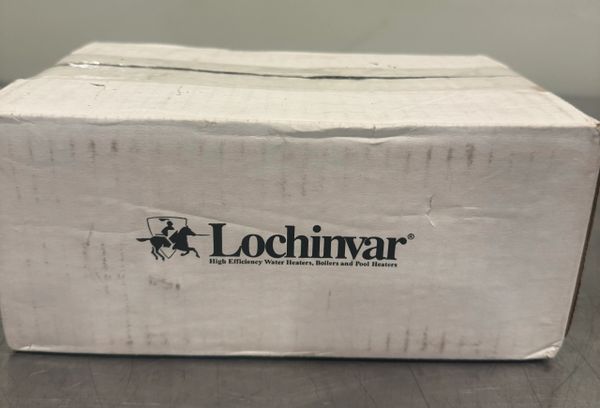 Lochinvar®
High Efficiency Water Heaters, Boilers and Pool Heaters